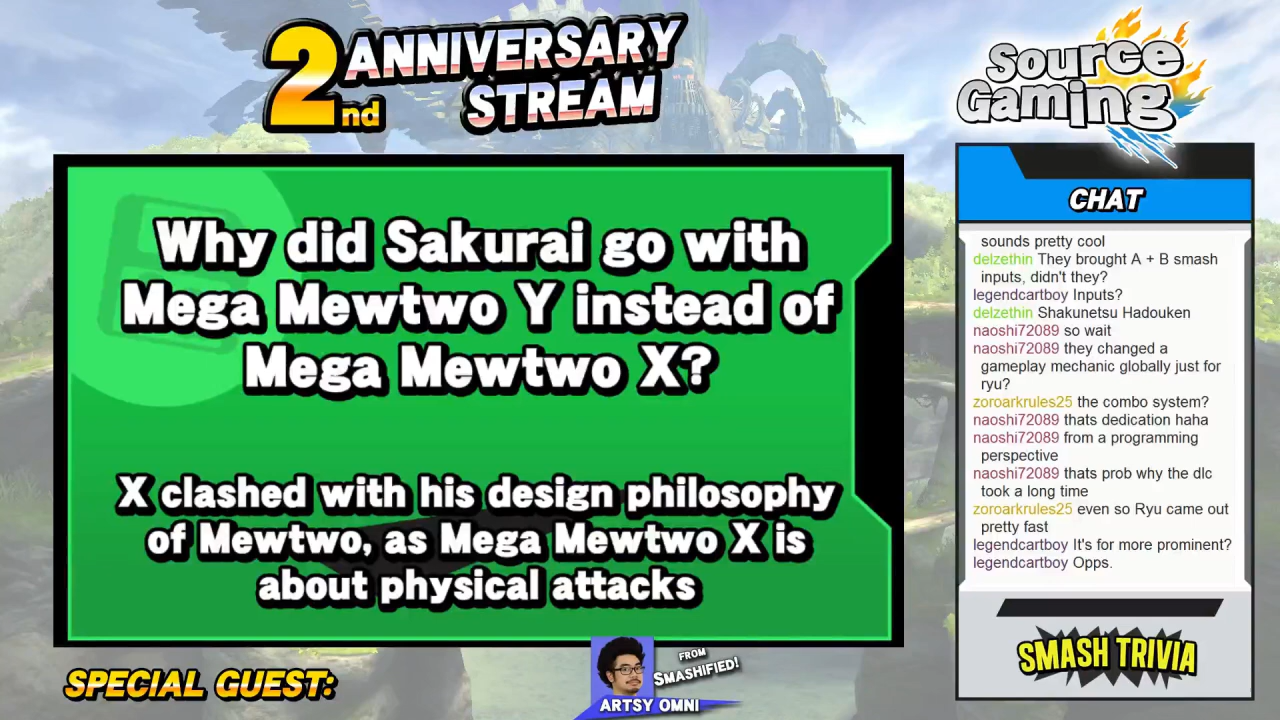 2nd ANNIVERSARY
STREAM
Source
Gaming
Why did Sakurai go with
Mega Mewtwo Y instead of
Mega Mewtwo X?
X clashed with his design philosophy
of Mewtwo, as Mega Mewtwo X is
about physical attacks
CHAT
sounds pretty cool
delzethin They brought A + B smash
inputs, didn't they?
legendcartboy Inputs?
delzethin Shakunetsu Hadouken
naoshi72089 so wait
naoshi72089 they changed a
gameplay mechanic globally just for
ryu?
zoroarkrules25 the combo system?
naoshi72089 thats dedication haha
naoshi72089 from a programming
perspective
naoshi72089 thats prob why the dlc
took a long time
zoroarkrules25 even so Ryu came out
pretty fast
legendcartboy It's for more prominent?
legendcartboy Opps.
SMASH TRIVIA
SPECIAL GUEST:
FROM
SMASHIFIED!
ARTSY OMNI